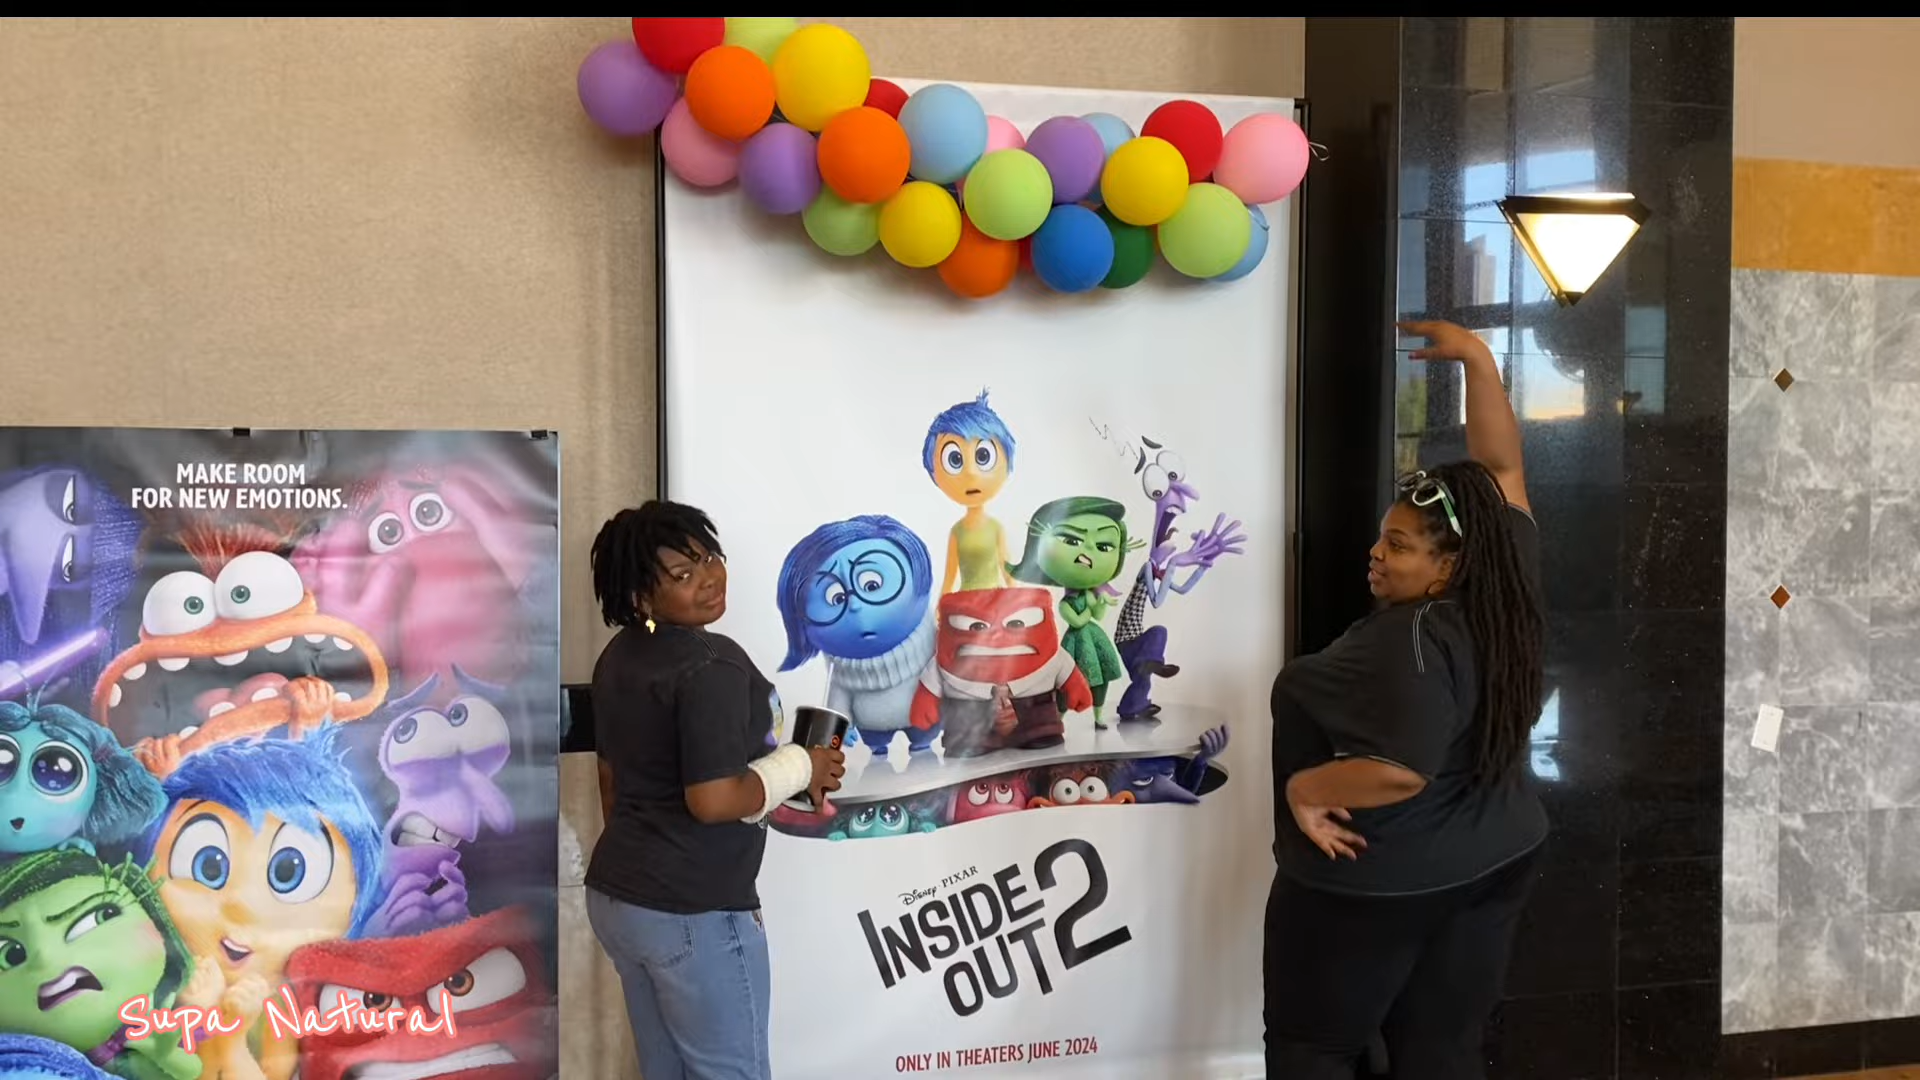 MAKE ROOM
FOR NEW EMOTIONS.
Supa Natural
Disney · PIXAR
INSIDE
OUT 2
ONLY IN THEATERS JUNE 2024